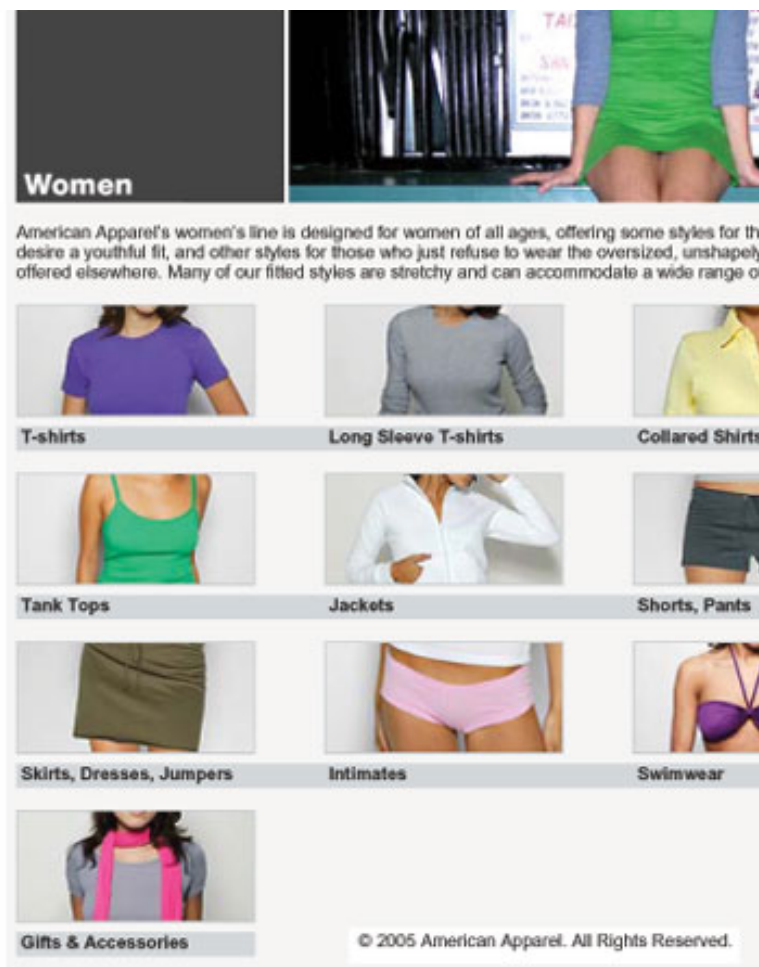 TAI
Women
American Apparel's women's line is designed for women of all ages, offering some styles for th
desire a youthful fit, and other styles for those who just refuse to wear the oversized, unshapely
offered elsewhere. Many of our fitted styles are stretchy and can accommodate a wide range o
T-shirts
Long Sleeve T-shirts
Collared Shirts
Tank Tops
Jackets
Shorts, Pants
Skirts, Dresses, Jumpers
Intimates
Swimwear
Gifts & Accessories
© 2005 American Apparel. All Rights Reserved.